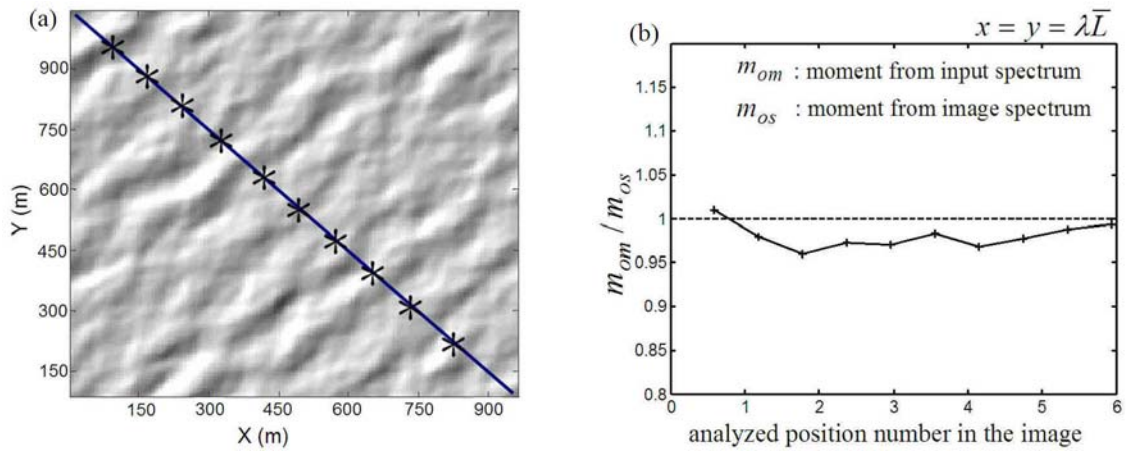 (a)
900
750
600
450
300
150
Y (m)
150 300 450 600 750 900
X (m)
(b)
x = y = λL̅
m_om : moment from input spectrum
m_os : moment from image spectrum
1.15
1.1
1.05
1
0.95
0.9
0.85
0.8
m_om / m_os
0 1 2 3 4 5 6
analyzed position number in the image